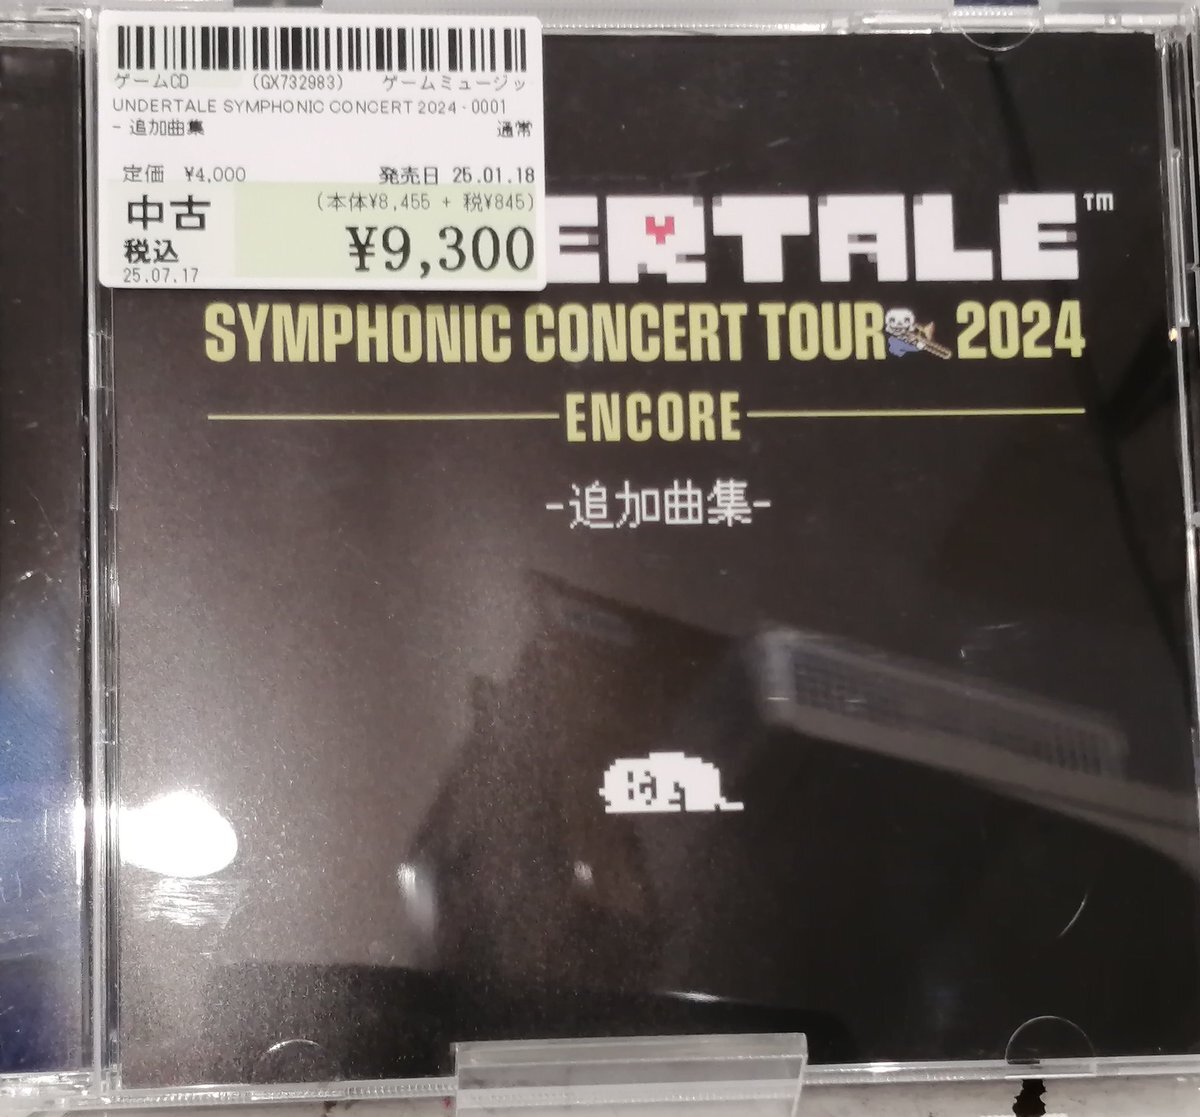 ゲームCD (GX732983) ゲームミュージッ
UNDERTALE SYMPHONIC CONCERT 2024 - 0001
- 追加曲集 通常
定価 ¥4,000 発売日 25.01.18
中古 (本体¥8,455 + 税¥845)
税込 ¥9,300
25.07.17
ERTALE™
SYMPHONIC CONCERT TOUR 2024
ENCORE
-追加曲集-